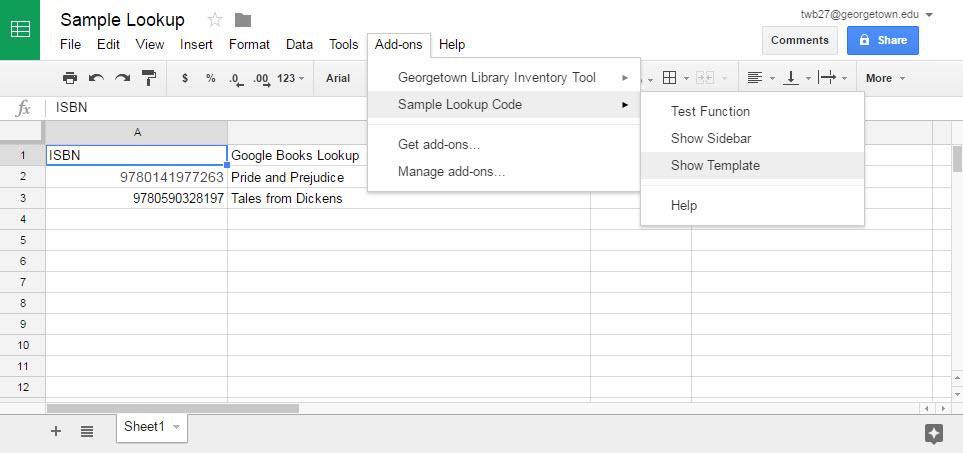 Sample Lookup
twb27@georgetown.edu
File Edit View Insert Format Data Tools Add-ons Help
Comments Share
$ % .0 .00 123 Arial More
Georgetown Library Inventory Tool
Sample Lookup Code
Get add-ons...
Manage add-ons...
Test Function
Show Sidebar
Show Template
Help
fx ISBN
A
1 ISBN Google Books Lookup
2 9780141977263 Pride and Prejudice
3 9780590328197 Tales from Dickens
4
5
6
7
8
9
10
11
12
Sheet1